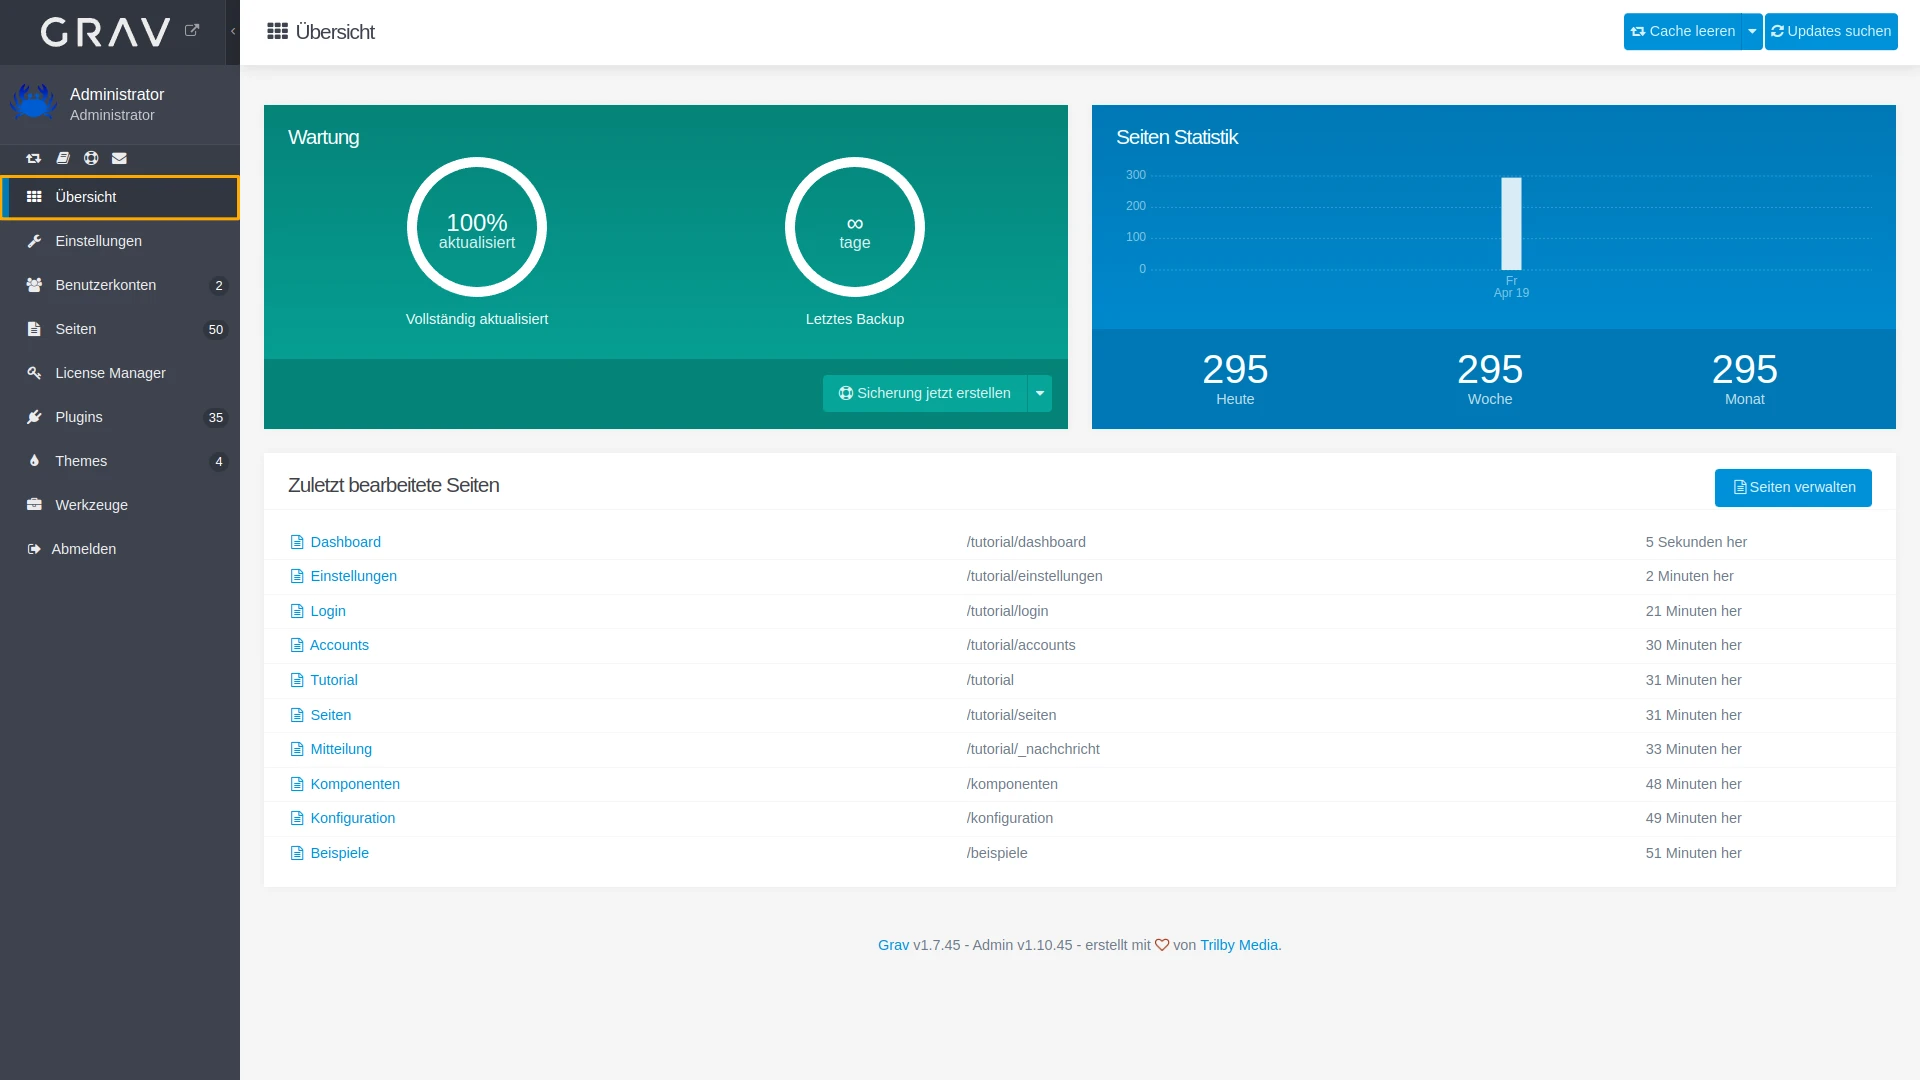 GRAV
Administrator
Administrator
Übersicht
Einstellungen
Benutzerkonten 2
Seiten 50
License Manager
Plugins 35
Themes 4
Werkzeuge
Abmelden
Übersicht
Cache leeren
Updates suchen
Wartung
100%
aktualisiert
Vollständig aktualisiert
∞
tage
Letztes Backup
Sicherung jetzt erstellen
Seiten Statistik
300
200
100
0
Fr
Apr 19
295
Heute
295
Woche
295
Monat
Zuletzt bearbeitete Seiten
Seiten verwalten
Dashboard /tutorial/dashboard 5 Sekunden her
Einstellungen /tutorial/einstellungen 2 Minuten her
Login /tutorial/login 21 Minuten her
Accounts /tutorial/accounts 30 Minuten her
Tutorial /tutorial 31 Minuten her
Seiten /tutorial/seiten 31 Minuten her
Mitteilung /tutorial/_nachchricht 33 Minuten her
Komponenten /komponenten 48 Minuten her
Konfiguration /konfiguration 49 Minuten her
Beispiele /beispiele 51 Minuten her
Grav v1.7.45 - Admin v1.10.45 - erstellt mit ♡ von Trilby Media.